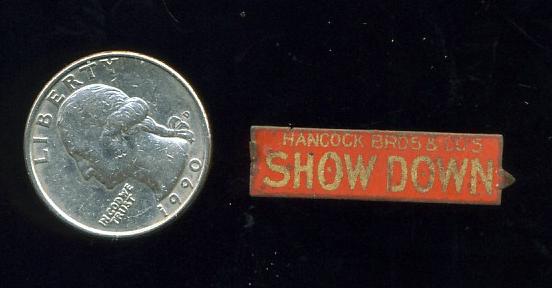 LIBERTY
IN GOD WE
TRUST
1990
HANCOCK BROS & CO'S
SHOW DOWN